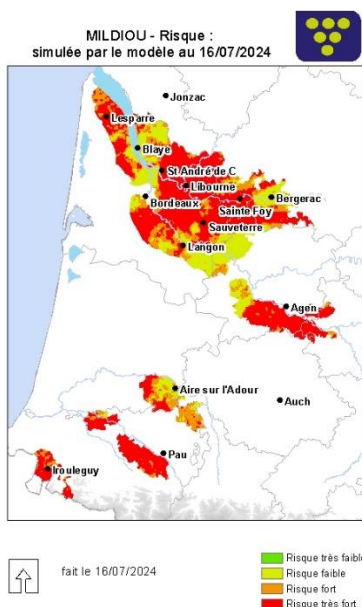 MILDIOU - Risque :
simulée par le modèle au 16/07/2024
Jonzac
Lesparre
Blaye
St André de C
Libourne
Bergerac
Bordeaux
Sainte Foy
Sauveterre
Langon
Agen
Aire sur l'Adour
Auch
Pau
Irouleguy
fait le 16/07/2024
Risque très faible
Risque faible
Risque fort
Risque très fort